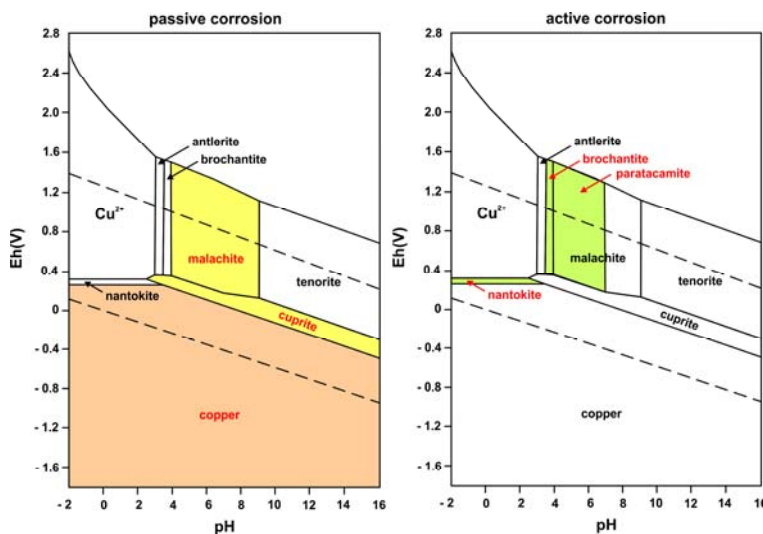 passive corrosion
2.8
2.4
2.0
1.6
1.2
0.8
0.4
0
- 0.4
- 0.8
- 1.2
- 1.6
Eh(V)
antlerite
brochantite
Cu2+
malachite
tenorite
nantokite
cuprite
copper
-2 0 2 4 6 8 10 12 14 16
pH
active corrosion
2.8
2.4
2.0
1.6
1.2
0.8
0.4
0
- 0.4
- 0.8
- 1.2
- 1.6
Eh(V)
antlerite
brochantite
paratacamite
Cu2+
malachite
tenorite
nantokite
cuprite
copper
-2 0 2 4 6 8 10 12 14 16
pH